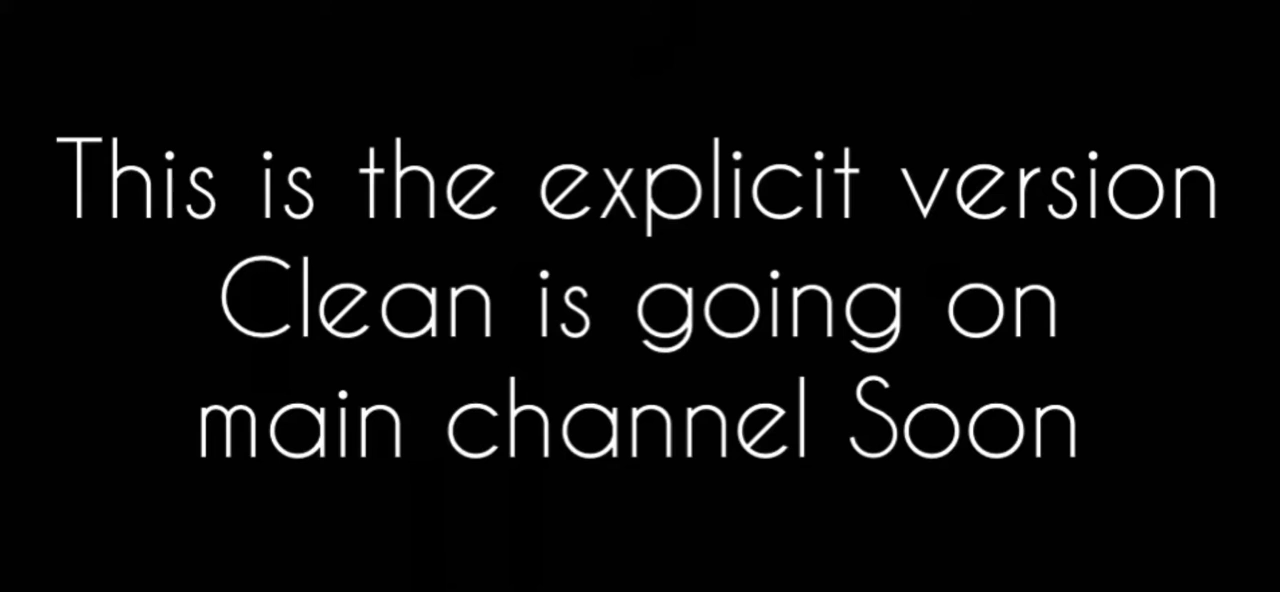 This is the explicit version
Clean is going on
main channel Soon